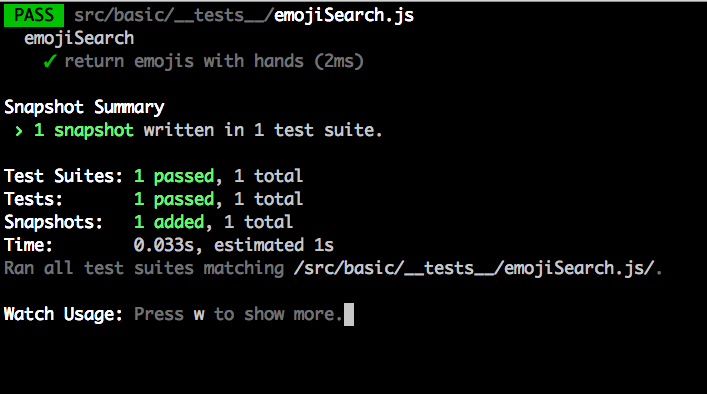 PASS src/basic/__tests__/emojiSearch.js
emojiSearch
✓ return emojis with hands (2ms)
Snapshot Summary
› 1 snapshot written in 1 test suite.
Test Suites: 1 passed, 1 total
Tests: 1 passed, 1 total
Snapshots: 1 added, 1 total
Time: 0.033s, estimated 1s
Ran all test suites matching /src/basic/__tests__/emojiSearch.js/.
Watch Usage: Press w to show more.